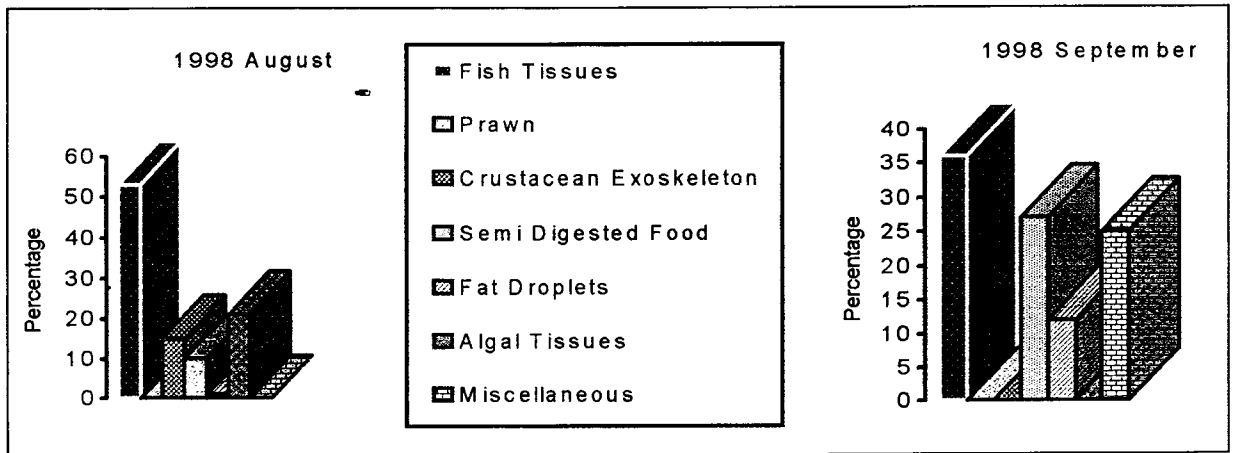 1998 August
Percentage
60
50
40
30
20
10
0
Fish Tissues
Prawn
Crustacean Exoskeleton
Semi Digested Food
Fat Droplets
Algal Tissues
Miscellaneous
1998 September
Percentage
40
35
30
25
20
15
10
5
0